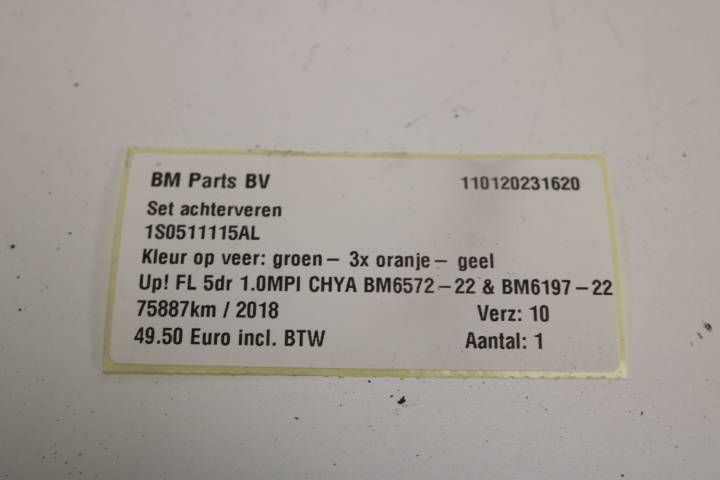 BM Parts BV 110120231620
Set achterveren
1S0511115AL
Kleur op veer: groen - 3x oranje - geel
Up! FL 5dr 1.0MPI CHYA BM6572-22 & BM6197-22
75887km / 2018 Verz: 10
49.50 Euro incl. BTW Aantal: 1